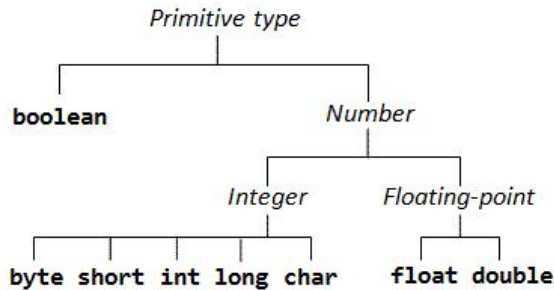 Primitive type
boolean
Number
Integer
Floating-point
byte short int long char
float double